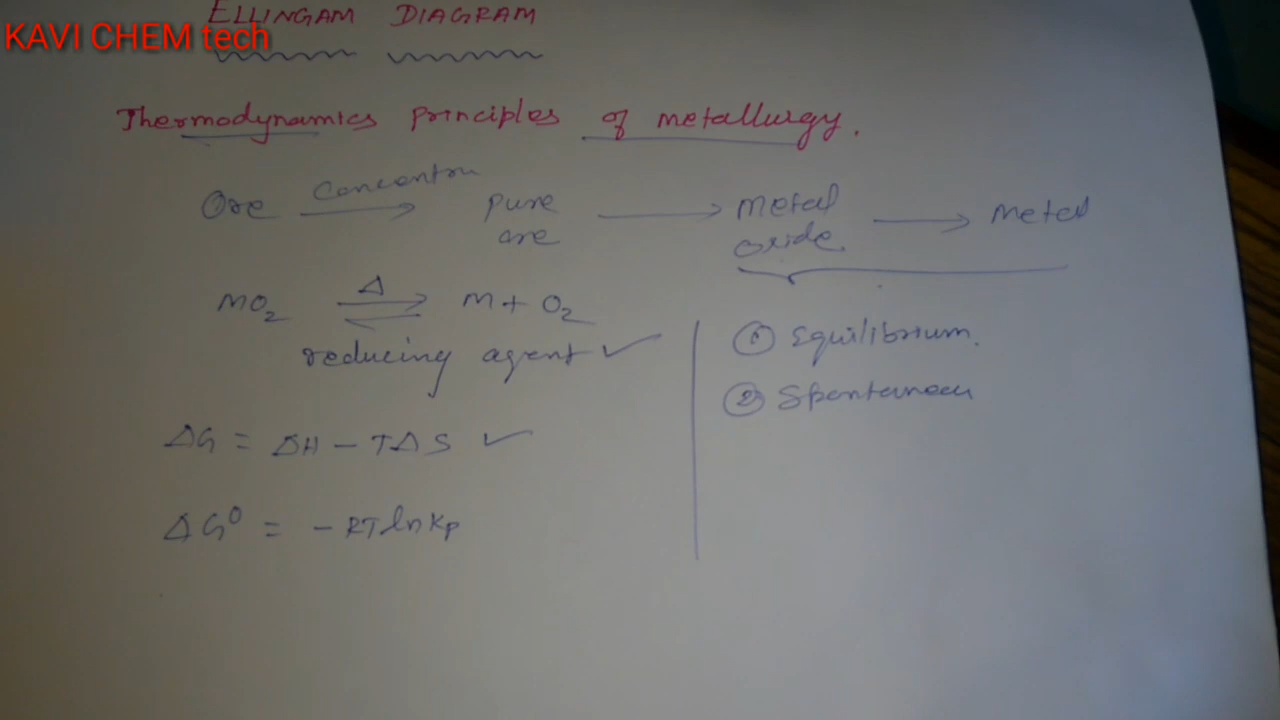 ELLINGAM DIAGRAM
KAVI CHEM tech
Thermodynamics principles of metallurgy.
Ore Concentrn pure ore → metal oxide. → Metal
MO₂ Δ ⇌ M + O₂
reducing agent ✓
① Equilibrium.
② Spontaneou
ΔG = ΔH - TΔS ✓
ΔG⁰ = - RT ln Kp